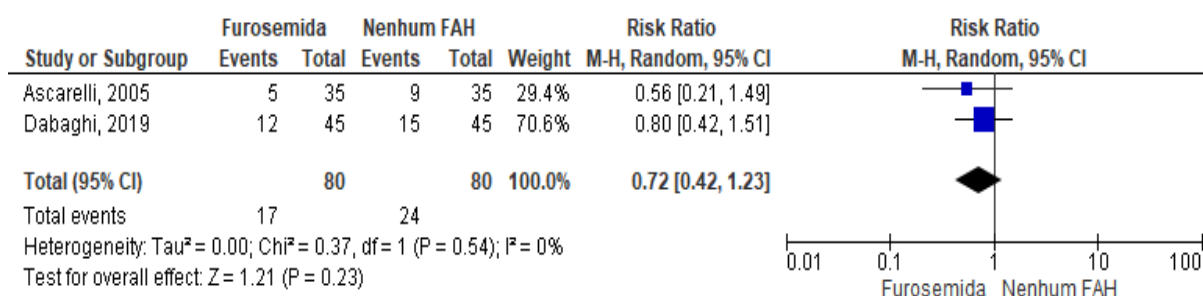 Furosemida Nenhum FAH Risk Ratio Risk Ratio
Study or Subgroup Events Total Events Total Weight M-H, Random, 95% CI M-H, Random, 95% CI
Ascarelli, 2005 5 35 9 35 29.4% 0.56 [0.21, 1.49]
Dabaghi, 2019 12 45 15 45 70.6% 0.80 [0.42, 1.51]
Total (95% CI) 80 80 100.0% 0.72 [0.42, 1.23]
Total events 17 24
Heterogeneity: Tau² = 0.00; Chi² = 0.37, df = 1 (P = 0.54); I² = 0%
Test for overall effect: Z = 1.21 (P = 0.23)
0.01 0.1 1 10 100
Furosemida Nenhum FAH